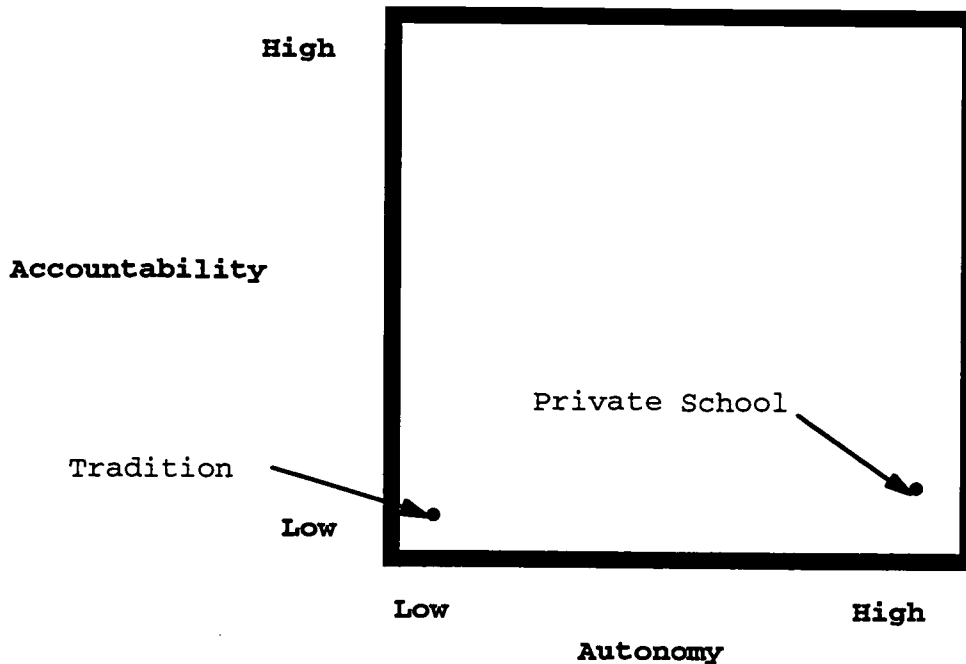 High
Accountability
Private School
Tradition
Low
Low High
Autonomy